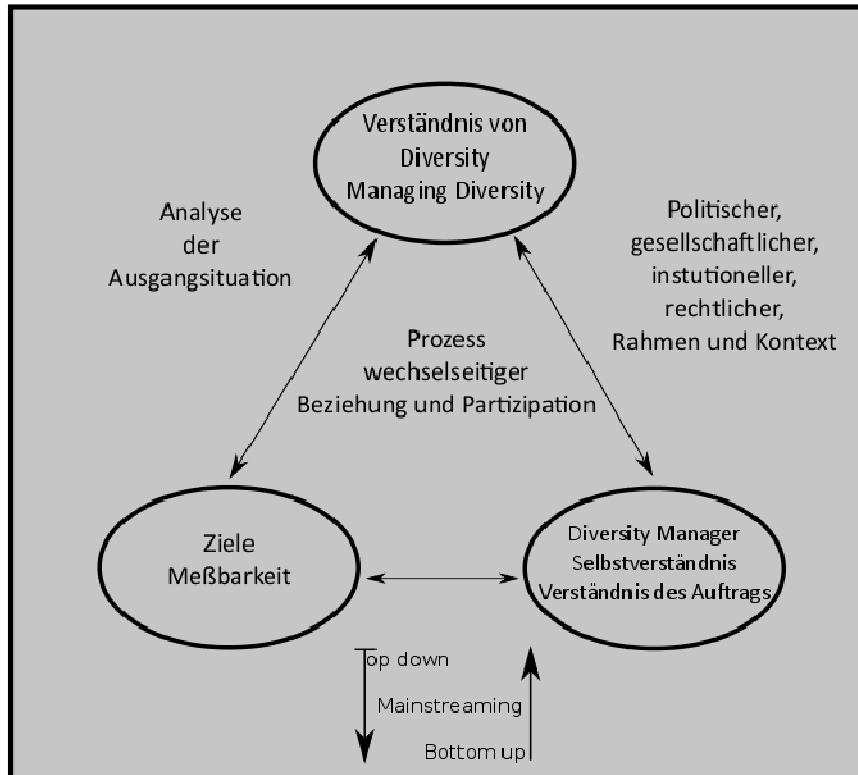 Verständnis von
Diversity
Managing Diversity
Analyse
der
Ausgangsituation
Politischer,
gesellschaftlicher,
instutioneller,
rechtlicher,
Rahmen und Kontext
Prozess
wechselseitiger
Beziehung und Partizipation
Ziele
Meßbarkeit
Diversity Manager
Selbstverständnis
Verständnis des Auftrags
Top down
Mainstreaming
Bottom up